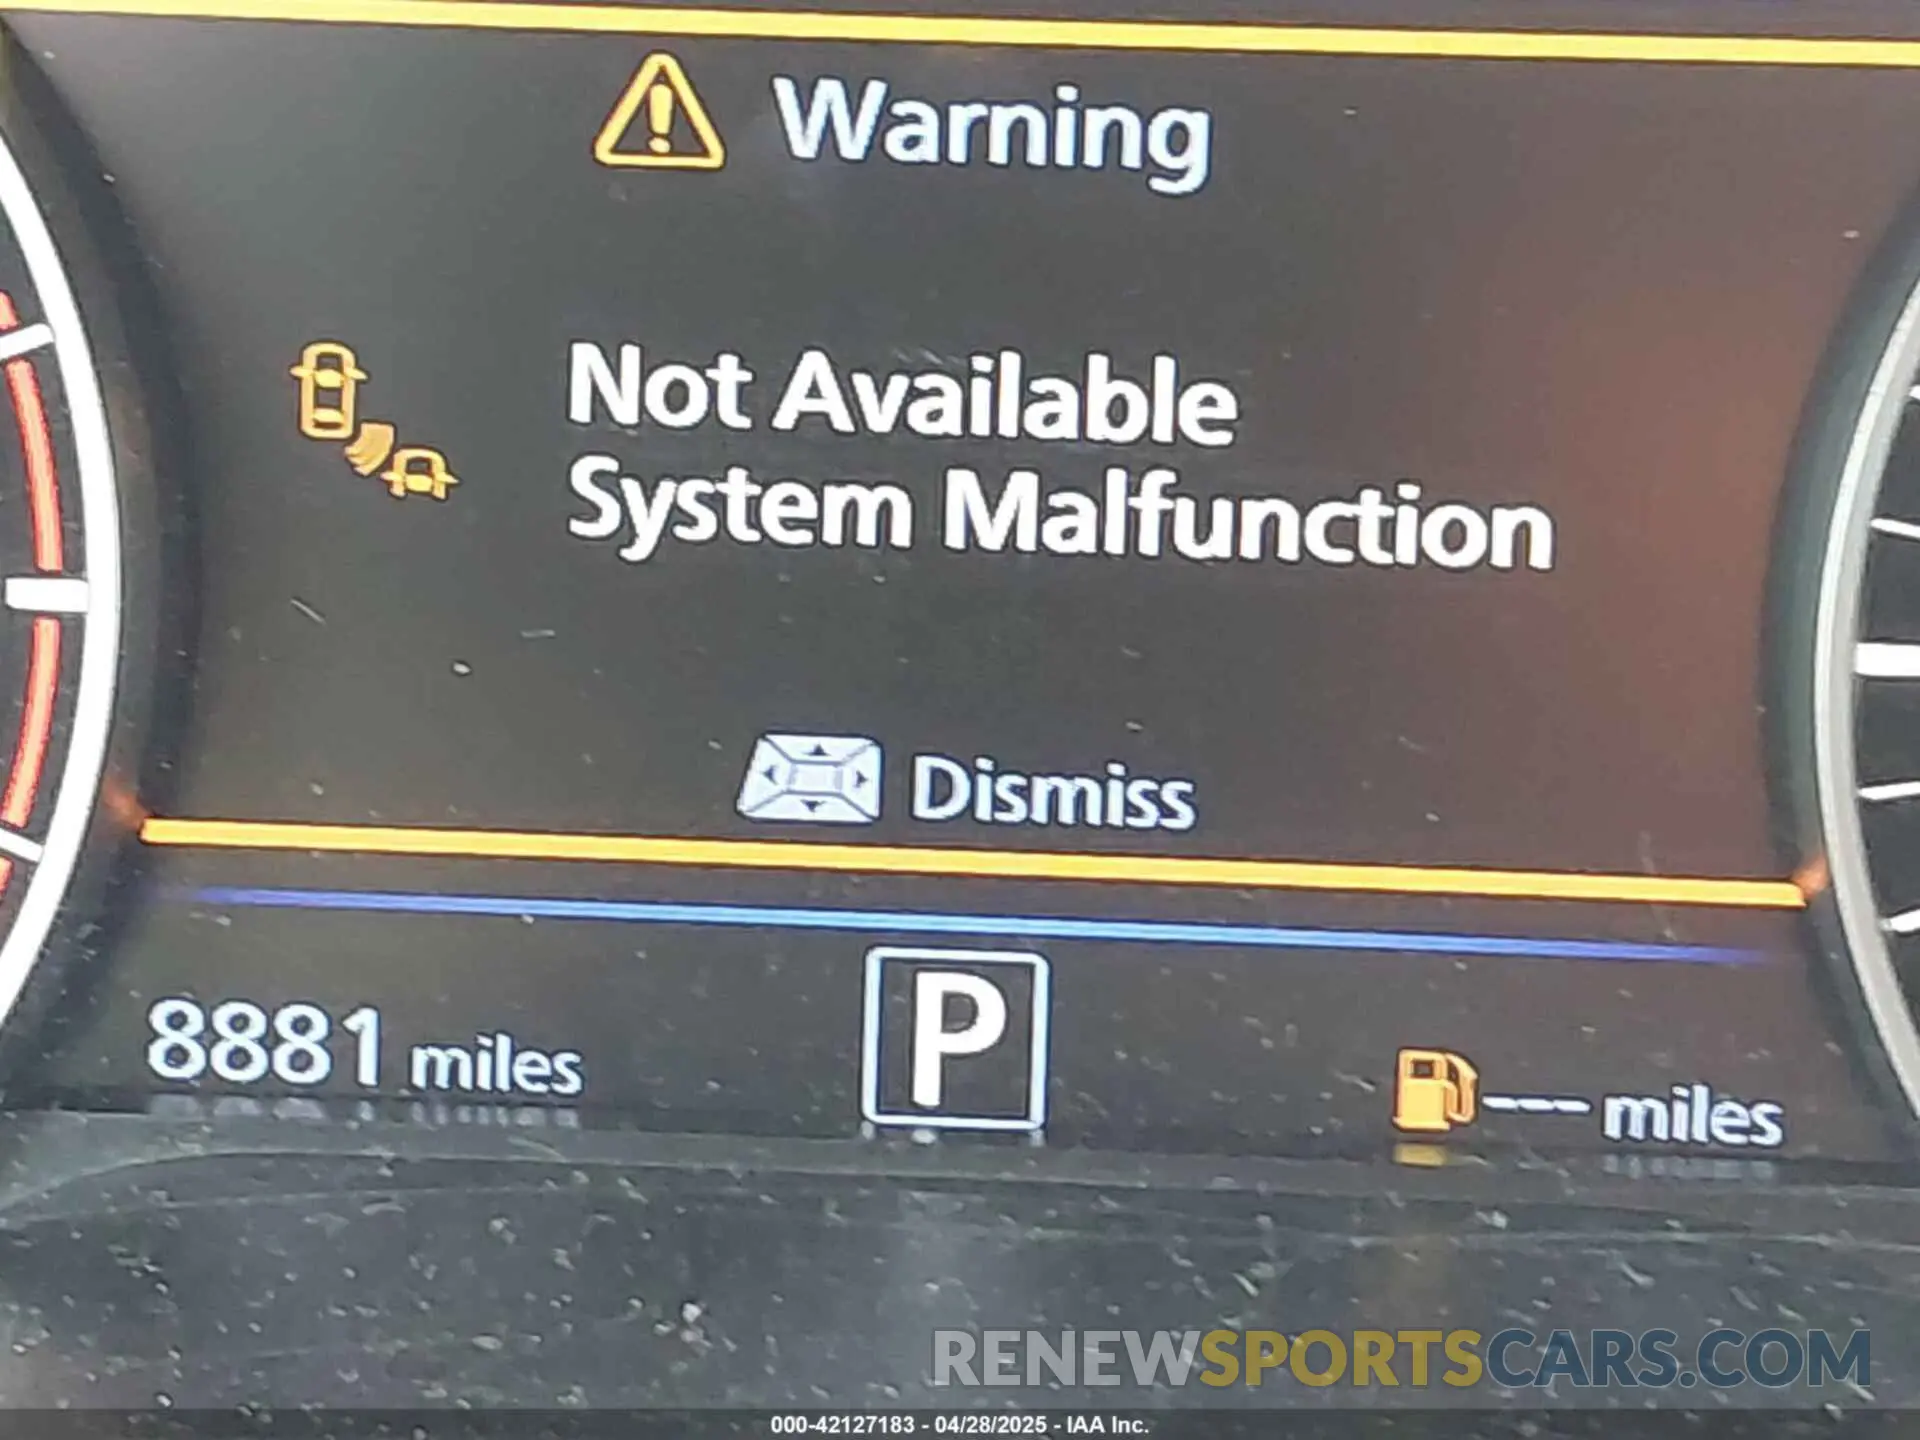 Warning
Not Available
System Malfunction
Dismiss
8881 miles
P
--- miles
RENEWSPORTSCARS.COM
000-42127183 - 04/28/2025 - IAA Inc.